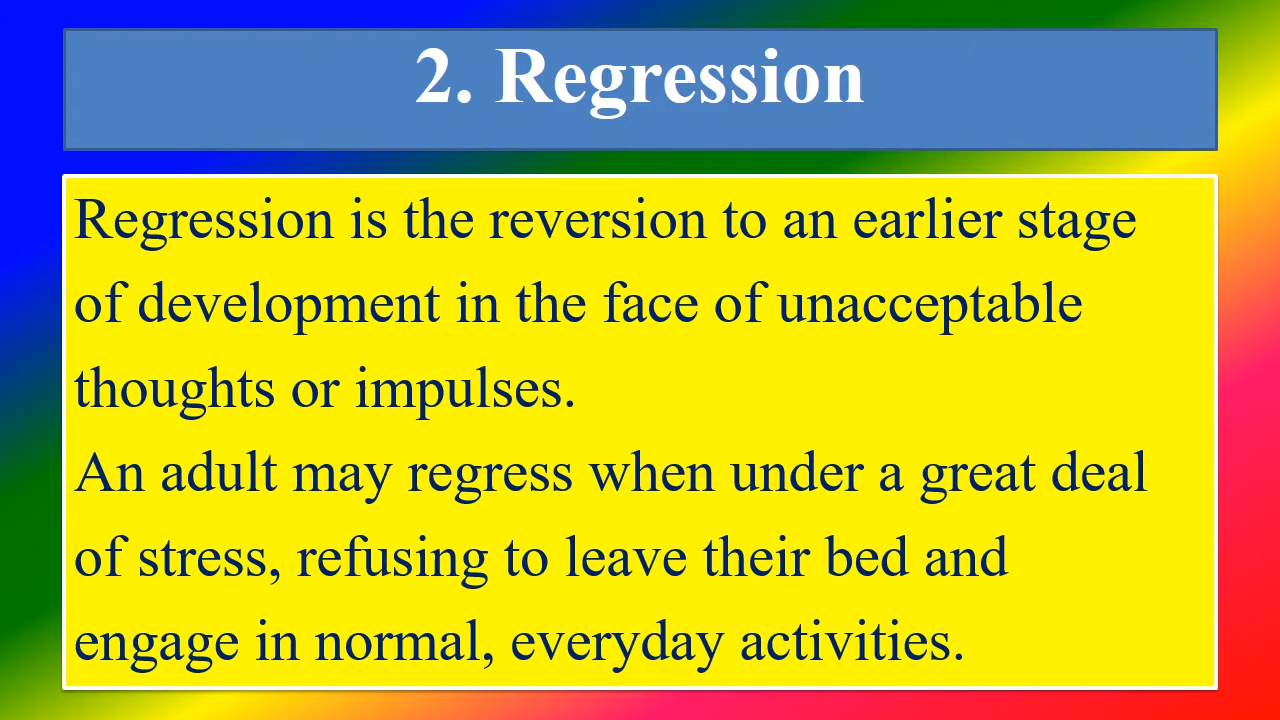 2. Regression
Regression is the reversion to an earlier stage
of development in the face of unacceptable
thoughts or impulses.
An adult may regress when under a great deal
of stress, refusing to leave their bed and
engage in normal, everyday activities.